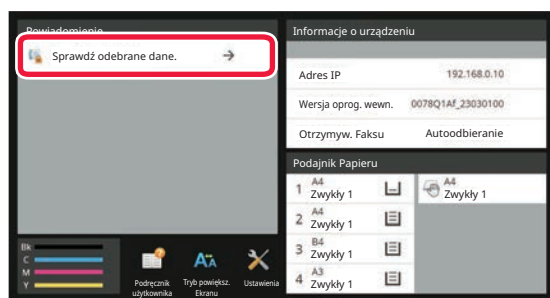 Powiadomienie
Sprawdź odebrane dane.
Informacje o urządzeniu
Adres IP 192.168.0.10
Wersja oprog. wewn. 0078Q1Af_23030100
Otrzymyw. Faksu Autoodbieranie
Podajnik Papieru
1 A4
Zwykły 1
A4
Zwykły 1
2 A4
Zwykły 1
3 B4
Zwykły 1
4 A3
Zwykły 1
Bk
C
M
Y
Podręcznik
użytkownika
Tryb powiększ.
Ekranu
Ustawienia